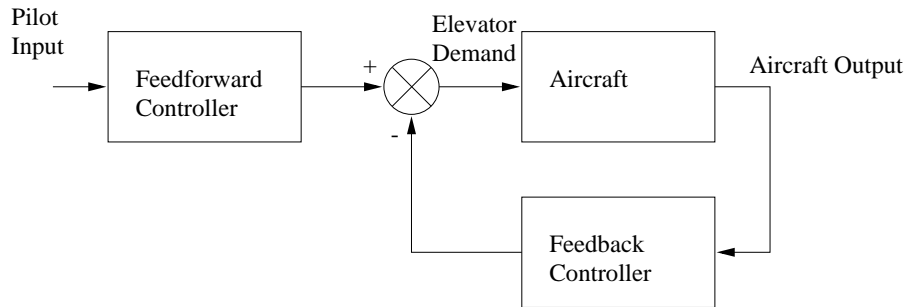 Pilot
Input
Feedforward
Controller
+
-
Elevator
Demand
Aircraft
Aircraft Output
Feedback
Controller